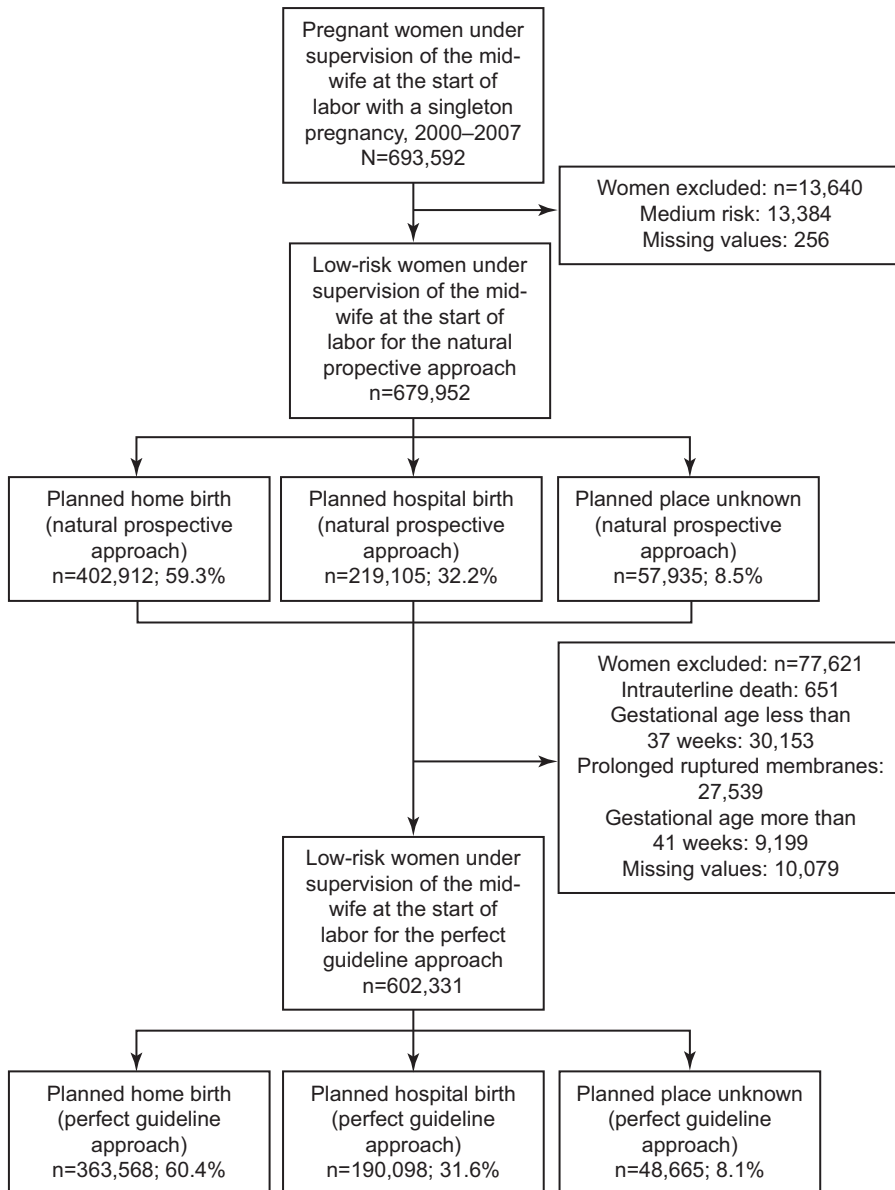 Pregnant women under
supervision of the mid-
wife at the start of
labor with a singleton
pregnancy, 2000–2007
N=693,592
Women excluded: n=13,640
Medium risk: 13,384
Missing values: 256
Low-risk women under
supervision of the mid-
wife at the start of
labor for the natural
propective approach
n=679,952
Planned home birth
(natural prospective
approach)
n=402,912; 59.3%
Planned hospital birth
(natural prospective
approach)
n=219,105; 32.2%
Planned place unknown
(natural prospective
approach)
n=57,935; 8.5%
Women excluded: n=77,621
Intrauterline death: 651
Gestational age less than
37 weeks: 30,153
Prolonged ruptured membranes:
27,539
Gestational age more than
41 weeks: 9,199
Missing values: 10,079
Low-risk women under
supervision of the mid-
wife at the start of
labor for the perfect
guideline approach
n=602,331
Planned home birth
(perfect guideline
approach)
n=363,568; 60.4%
Planned hospital birth
(perfect guideline
approach)
n=190,098; 31.6%
Planned place unknown
(perfect guideline
approach)
n=48,665; 8.1%